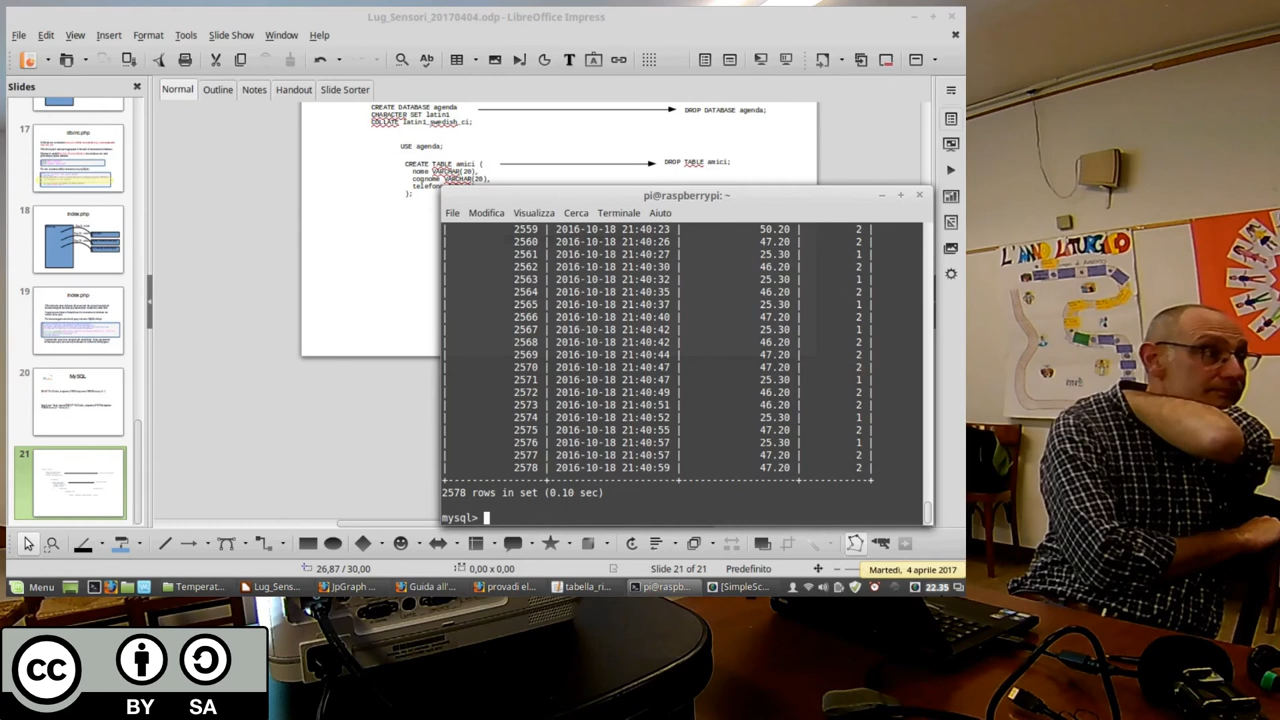 Lug_Sensori_20170404.odp - LibreOffice Impress
File Edit View Insert Format Tools Slide Show Window Help
Slides
Normal Outline Notes Handout Slide Sorter
17
18
index.php
19
index.php
20
MySQL
21
CREATE DATABASE agenda
CHARACTER SET latin1
COLLATE latin1_swedish_ci;
DROP DATABASE agenda;
USE agenda;
CREATE TABLE amici (
nome VARCHAR(20),
cognome VARCHAR(20),
telefono
);
DROP TABLE amici;
pi@raspberrypi: ~
File Modifica Visualizza Cerca Terminale Aiuto
| 2559 | 2016-10-18 21:40:23 | 50.20 | 2 |
| 2560 | 2016-10-18 21:40:26 | 47.20 | 2 |
| 2561 | 2016-10-18 21:40:27 | 25.30 | 1 |
| 2562 | 2016-10-18 21:40:30 | 46.20 | 2 |
| 2563 | 2016-10-18 21:40:32 | 25.30 | 1 |
| 2564 | 2016-10-18 21:40:35 | 46.20 | 2 |
| 2565 | 2016-10-18 21:40:37 | 25.30 | 1 |
| 2566 | 2016-10-18 21:40:40 | 47.20 | 2 |
| 2567 | 2016-10-18 21:40:42 | 25.30 | 1 |
| 2568 | 2016-10-18 21:40:42 | 46.20 | 2 |
| 2569 | 2016-10-18 21:40:44 | 47.20 | 2 |
| 2570 | 2016-10-18 21:40:47 | 47.20 | 2 |
| 2571 | 2016-10-18 21:40:47 | 25.30 | 1 |
| 2572 | 2016-10-18 21:40:49 | 46.20 | 2 |
| 2573 | 2016-10-18 21:40:51 | 46.20 | 2 |
| 2574 | 2016-10-18 21:40:52 | 25.30 | 1 |
| 2575 | 2016-10-18 21:40:55 | 47.20 | 2 |
| 2576 | 2016-10-18 21:40:57 | 25.30 | 1 |
| 2577 | 2016-10-18 21:40:57 | 47.20 | 2 |
| 2578 | 2016-10-18 21:40:59 | 47.20 | 2 |
2578 rows in set (0.10 sec)
mysql>
26,87 / 30,00 0,00 x 0,00 Slide 21 of 21 Predefinito
Martedì, 4 aprile 2017
Menu Temperat... Lug_Sens... JpGraph ... Guida all'... provadi el... tabella_ri... pi@raspb... [SimpleSc... 22.35
L'ANNO LITURGICO
cc
BY SA